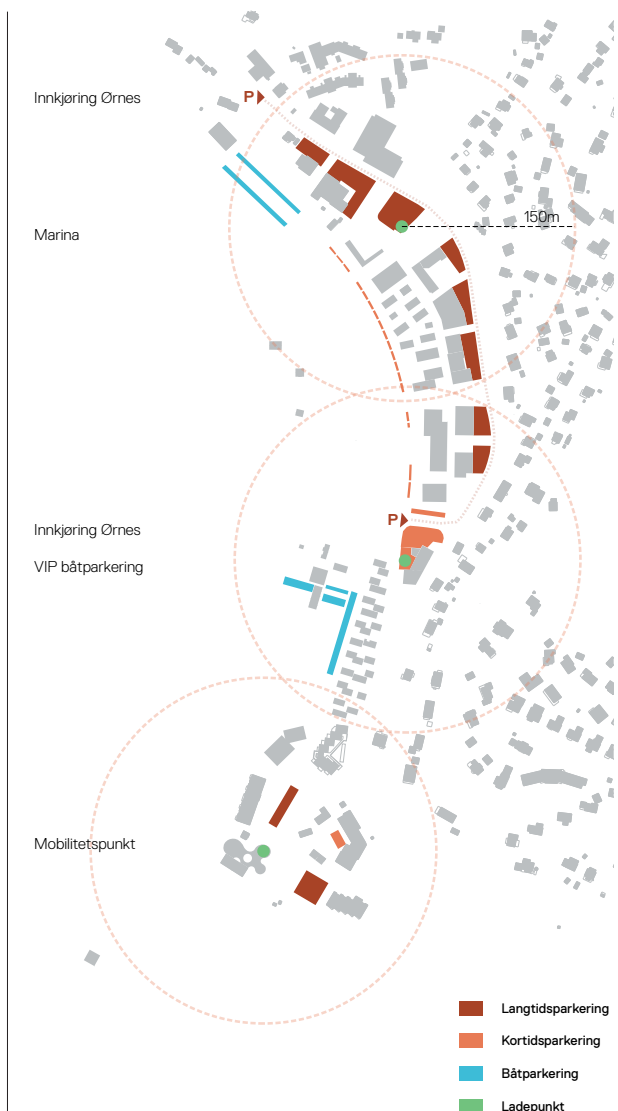 Innkjøring Ørnes
P
150m
Marina
Innkjøring Ørnes
P
VIP båtparkering
Mobilitetspunkt
Langtidsparkering
Kortidsparkering
Båtparkering
Ladepunkt